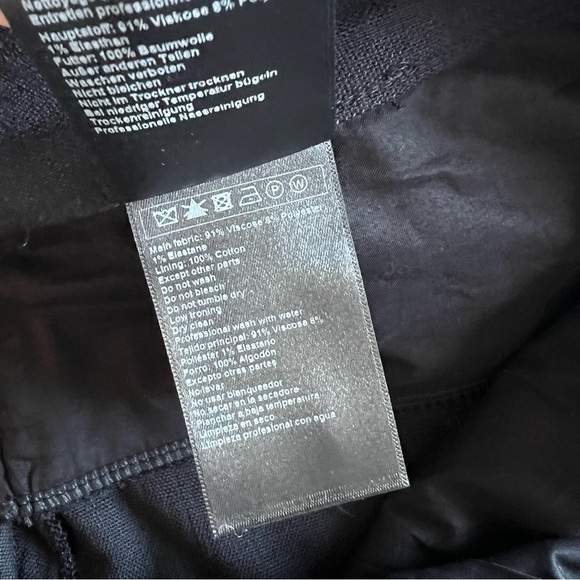 Nettoyage
Entretien professionnel
Hauptstoff: 91% Viskose 8%
1% Elasthan
Futter: 100% Baumwolle
Außer anderen Teilen
Waschen verboten
Nicht bleichen
Nicht im Trockner trocknen
Bei niedriger Temperatur bügeln
Trockenreinigung
Professionelle Nassreinigung
P W
Main fabric: 91% Viscose 8% Polyester
1% Elastane
Lining: 100% Cotton
Except other parts
Do not wash
Do not bleach
Do not tumble dry
Low ironing
Dry clean
professional wash with water
Tejido principal: 91% Viscosa 8%
Poliéster 1% Elastano
Forro, 100% Algodón
Excepto otras partes
No lavar
No usar blanqueador
No secar en la secadora
Planchar a baja temperatura
Limpieza en seco
Limpieza profesional con agua